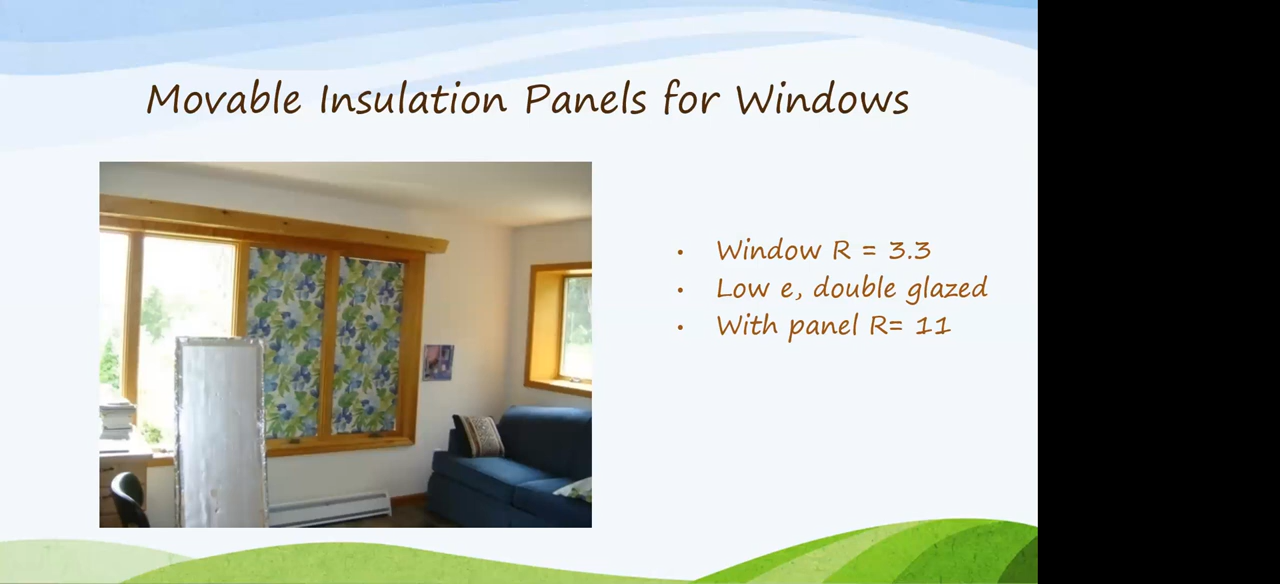 Movable Insulation Panels for Windows
• Window R = 3.3
• Low e, double glazed
• With panel R= 11